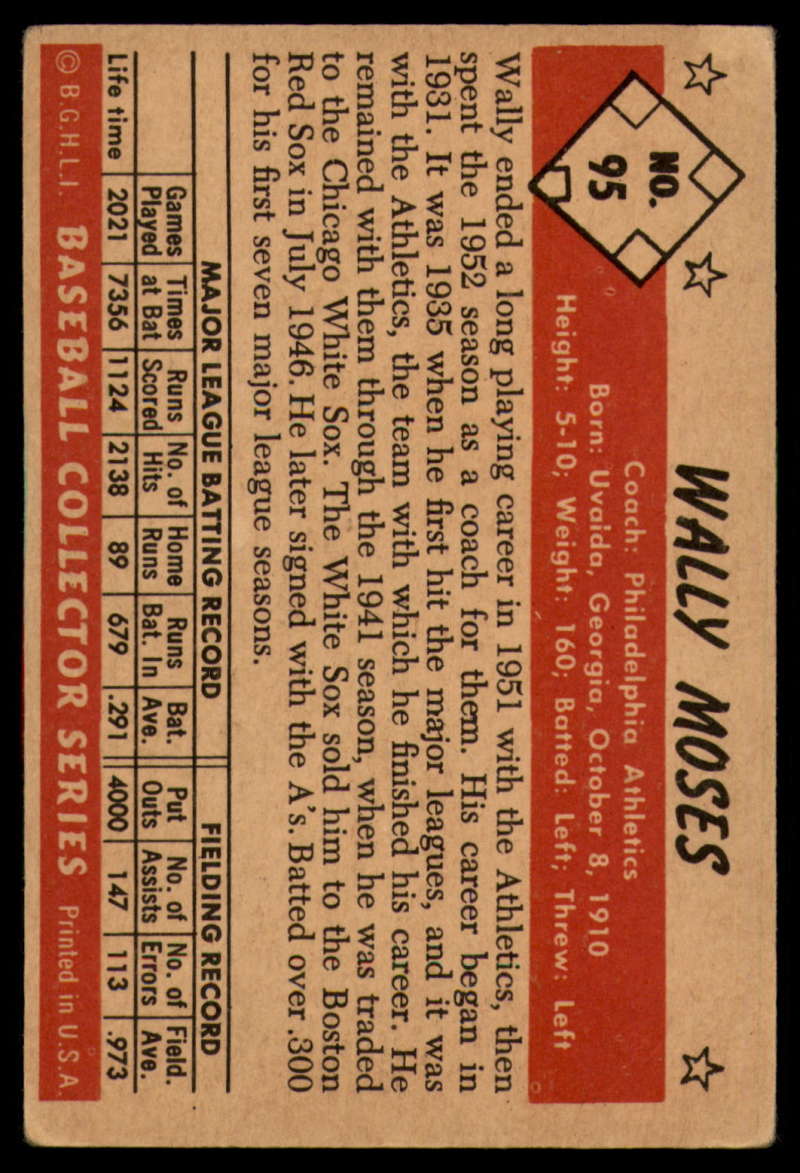 NO.
95
WALLY MOSES
Coach: Philadelphia Athletics
Born: Uvalda, Georgia, October 8, 1910
Height: 5-10; Weight: 160; Batted: Left; Threw: Left
Wally ended a long playing career in 1951 with the Athletics, then
spent the 1952 season as a coach for them. His career began in
1931. It was 1935 when he first hit the major leagues, and it was
with the Athletics, the team with which he finished his career. He
remained with them through the 1941 season, when he was traded
to the Chicago White Sox. The White Sox sold him to the Boston
Red Sox in July 1946. He later signed with the A's. Batted over .300
for his first seven major league seasons.
MAJOR LEAGUE BATTING RECORD FIELDING RECORD
Games Times Runs No. of Home Runs Bat. Put No. of No. of Field.
Played at Bat Scored Hits Runs Bat. In Ave. Outs Assists Errors Ave.
Life time 2021 7356 1124 2138 89 679 .291 4000 147 113 .973
© B.G.H.L.I. BASEBALL COLLECTOR SERIES Printed in U.S.A.